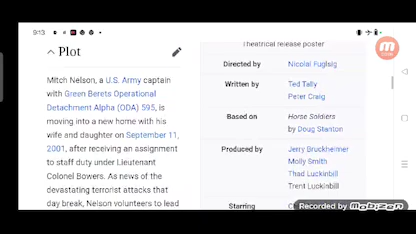 9:13
Plot
Mitch Nelson, a U.S. Army captain
with Green Berets Operational
Detachment Alpha (ODA) 595, is
moving into a new home with his
wife and daughter on September 11,
2001, after receiving an assignment
to staff duty under Lieutenant
Colonel Bowers. As news of the
devastating terrorist attacks that
day break, Nelson volunteers to lead
Theatrical release poster
Directed by Nicolai Fuglsig
Written by Ted Tally
Peter Craig
Based on Horse Soldiers
by Doug Stanton
Produced by Jerry Bruckheimer
Molly Smith
Thad Luckinbill
Trent Luckinbill
Starring
Recorded by Mobizen